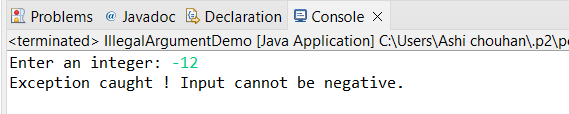 Problems @ Javadoc Declaration Console
<terminated> IllegalArgumentDemo [Java Application] C:\Users\Ashi chouhan\.p2\p
Enter an integer: -12
Exception caught ! Input cannot be negative.